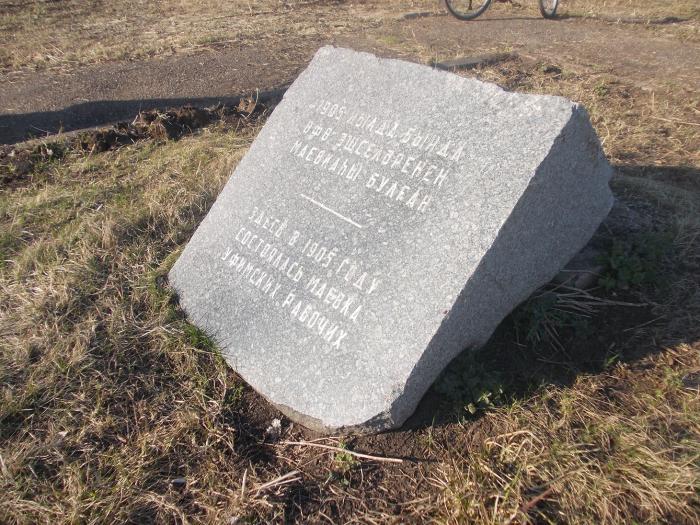 1905 ЙЫЛДА БЫНДА
ӨФӨ ЭШСЕЛӘРЕНЕҢ
МАЕВКАҺЫ БУЛҒАН
ЗДЕСЬ В 1905 ГОДУ
СОСТОЯЛАСЬ МАЕВКА
УФИМСКИХ РАБОЧИХ